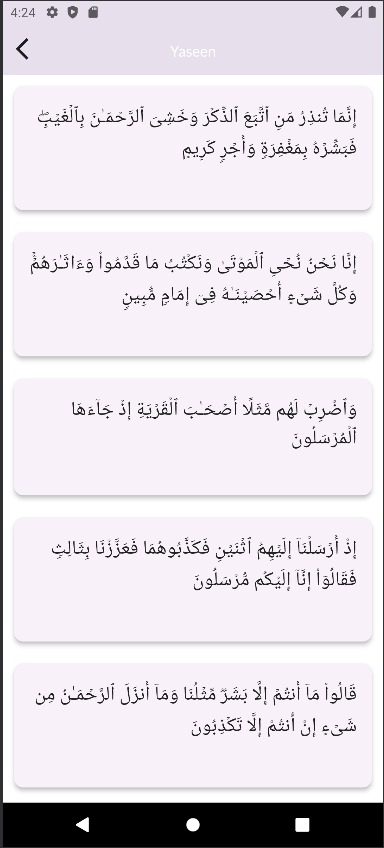 4:24
Yaseen
إِنَّمَا تُنذِرُ مَنِ ٱتَّبَعَ ٱلذِّكۡرَ وَخَشِيَ ٱلرَّحۡمَـٰنَ بِٱلۡغَيۡبِۖ
فَبَشِّرۡهُ بِمَغۡفِرَةٖ وَأَجۡرٖ كَرِيمٍ
إِنَّا نَحۡنُ نُحۡيِ ٱلۡمَوۡتَىٰ وَنَكۡتُبُ مَا قَدَّمُواْ وَءَاثَٰرَهُمۡۚ
وَكُلَّ شَيۡءٍ أَحۡصَيۡنَٰهُ فِيٓ إِمَامٖ مُّبِينٖ
وَٱضۡرِبۡ لَهُم مَّثَلًا أَصۡحَٰبَ ٱلۡقَرۡيَةِ إِذۡ جَآءَهَا
ٱلۡمُرۡسَلُونَ
إِذۡ أَرۡسَلۡنَآ إِلَيۡهِمُ ٱثۡنَيۡنِ فَكَذَّبُوهُمَا فَعَزَّزۡنَا بِثَالِثٖ
فَقَالُوٓاْ إِنَّآ إِلَيۡكُم مُّرۡسَلُونَ
قَالُواْ مَآ أَنتُمۡ إِلَّا بَشَرٞ مِّثۡلُنَا وَمَآ أَنزَلَ ٱلرَّحۡمَٰنُ مِن
شَيۡءٍ إِنۡ أَنتُمۡ إِلَّا تَكۡذِبُونَ